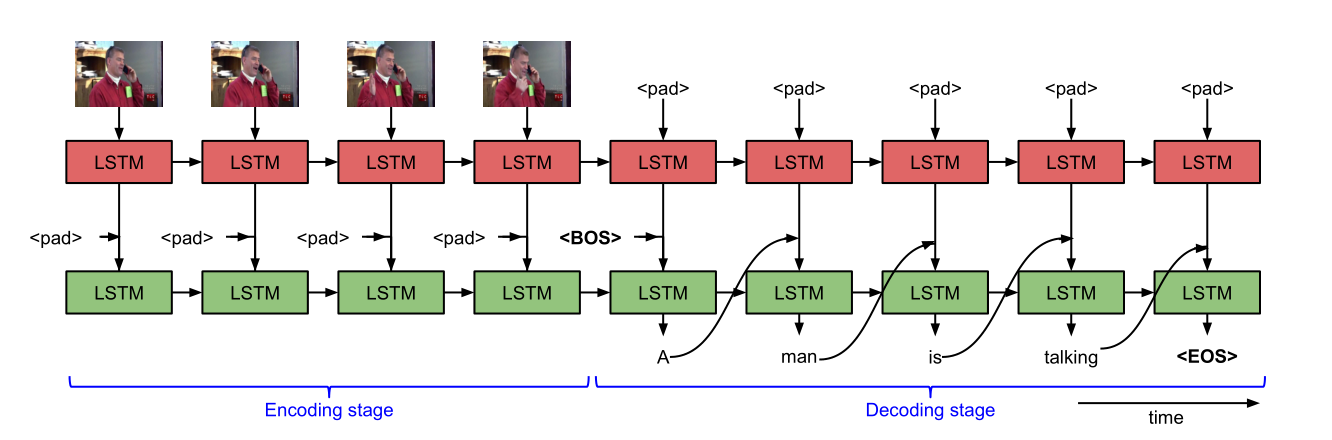 <pad> <pad> <pad> <pad> <pad>
LSTM LSTM LSTM LSTM LSTM LSTM LSTM LSTM LSTM
<pad> <pad> <pad> <pad> <BOS>
LSTM LSTM LSTM LSTM LSTM LSTM LSTM LSTM LSTM
A man is talking <EOS>
Encoding stage Decoding stage
time